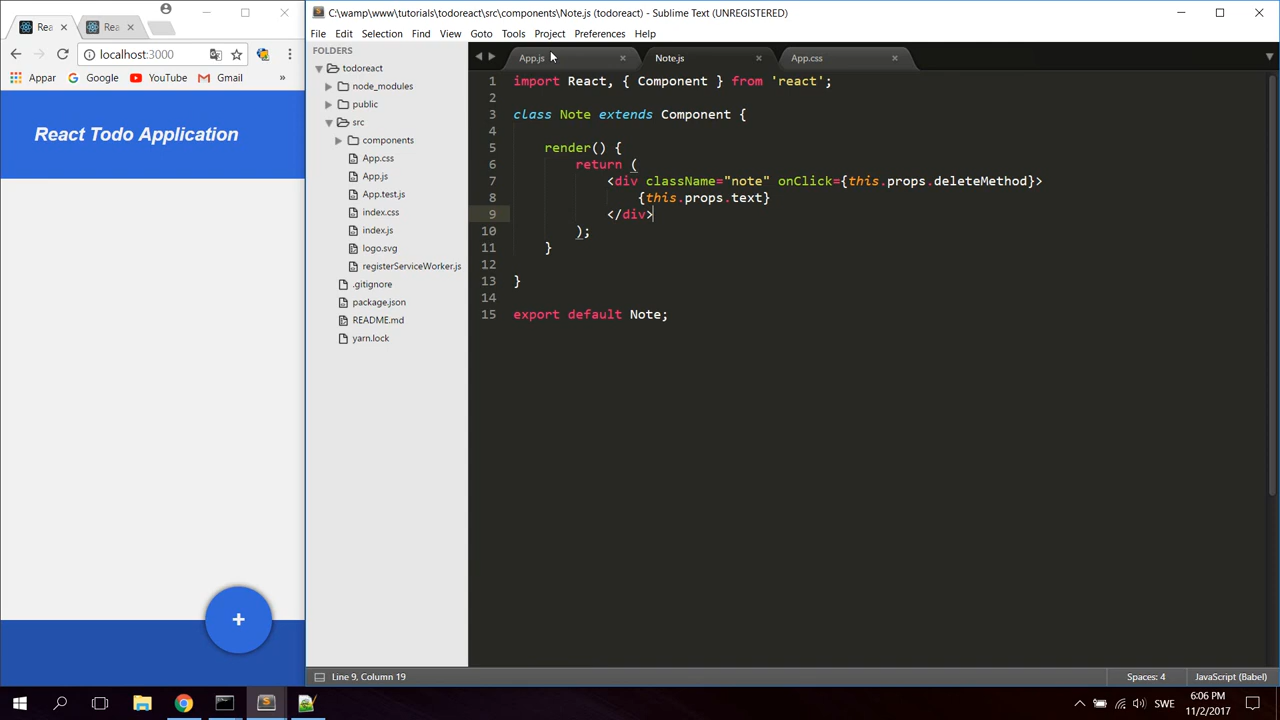 Rea
Rea
localhost:3000
Appar
Google
YouTube
Gmail
»
React Todo Application
+
C:\wamp\www\tutorials\todoreact\src\components\Note.js (todoreact) - Sublime Text (UNREGISTERED)
File Edit Selection Find View Goto Tools Project Preferences Help
FOLDERS
todoreact
node_modules
public
src
components
App.css
App.js
App.test.js
index.css
index.js
logo.svg
registerServiceWorker.js
.gitignore
package.json
README.md
yarn.lock
App.js
Note.js
App.css
1 import React, { Component } from 'react';
2
3 class Note extends Component {
4
5 render() {
6 return (
7 <div className="note" onClick={this.props.deleteMethod}>
8 {this.props.text}
9 </div>
10 );
11 }
12
13 }
14
15 export default Note;
Line 9, Column 19
Spaces: 4
JavaScript (Babel)
SWE
6:06 PM
11/2/2017